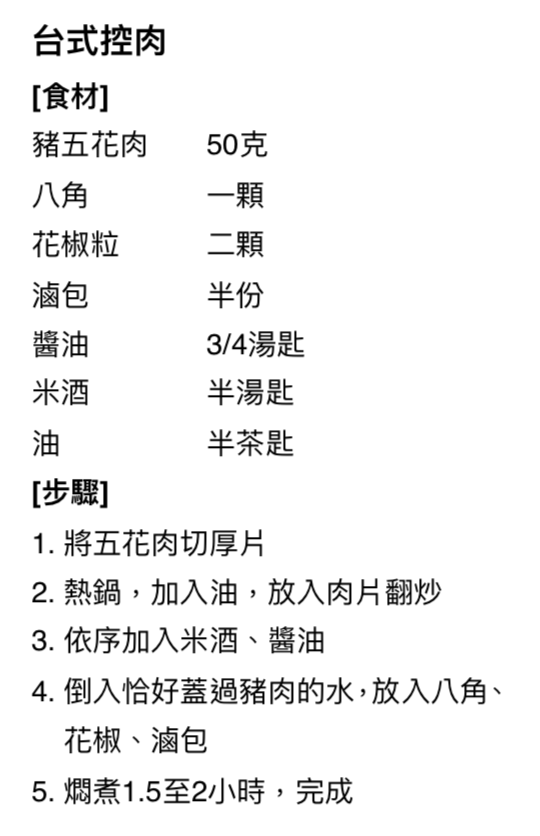 台式控肉
[食材]
豬五花肉 50克
八角 一顆
花椒粒 二顆
滷包 半份
醬油 3/4湯匙
米酒 半湯匙
油 半茶匙
[步驟]
1. 將五花肉切厚片
2. 熱鍋，加入油，放入肉片翻炒
3. 依序加入米酒、醬油
4. 倒入恰好蓋過豬肉的水，放入八角、
花椒、滷包
5. 燜煮1.5至2小時，完成